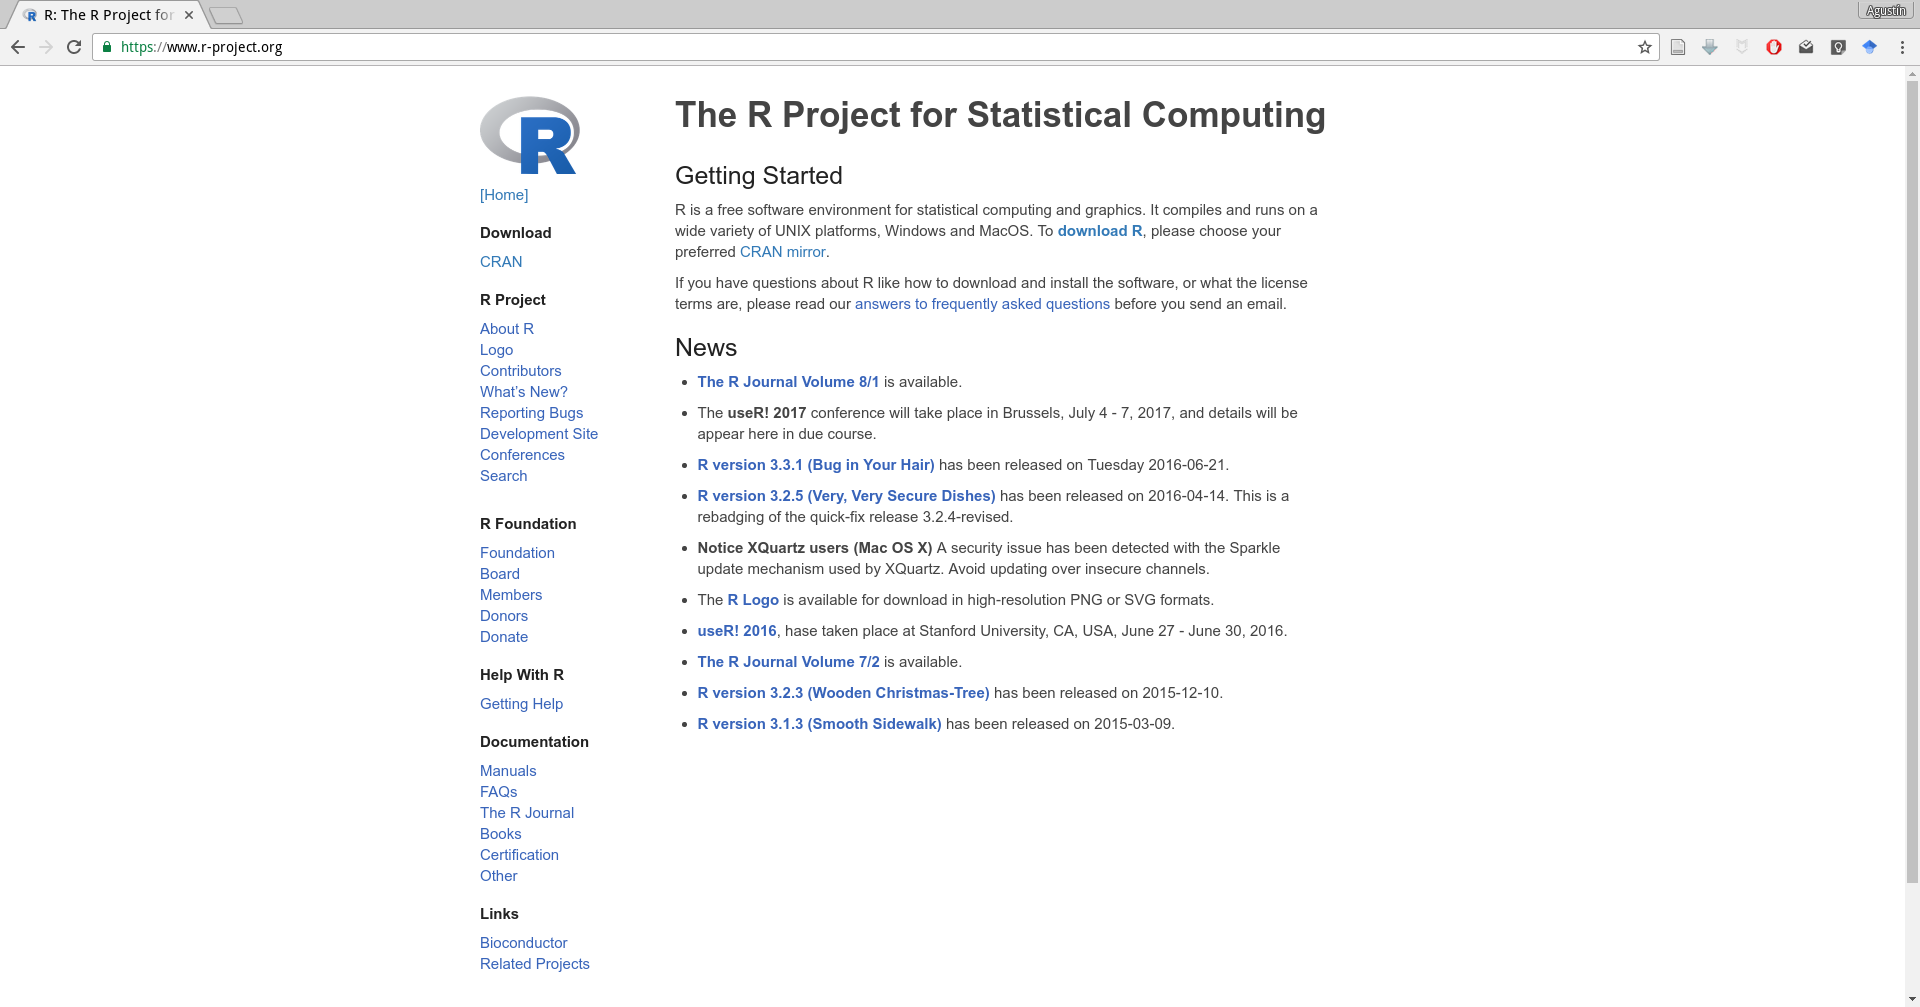 R: The R Project for
Agustín
https://www.r-project.org
R
[Home]
Download
CRAN
R Project
About R
Logo
Contributors
What's New?
Reporting Bugs
Development Site
Conferences
Search
R Foundation
Foundation
Board
Members
Donors
Donate
Help With R
Getting Help
Documentation
Manuals
FAQs
The R Journal
Books
Certification
Other
Links
Bioconductor
Related Projects
The R Project for Statistical Computing
Getting Started
R is a free software environment for statistical computing and graphics. It compiles and runs on a
wide variety of UNIX platforms, Windows and MacOS. To download R, please choose your
preferred CRAN mirror.
If you have questions about R like how to download and install the software, or what the license
terms are, please read our answers to frequently asked questions before you send an email.
News
• The R Journal Volume 8/1 is available.
• The useR! 2017 conference will take place in Brussels, July 4 - 7, 2017, and details will be
appear here in due course.
• R version 3.3.1 (Bug in Your Hair) has been released on Tuesday 2016-06-21.
• R version 3.2.5 (Very, Very Secure Dishes) has been released on 2016-04-14. This is a
rebadging of the quick-fix release 3.2.4-revised.
• Notice XQuartz users (Mac OS X) A security issue has been detected with the Sparkle
update mechanism used by XQuartz. Avoid updating over insecure channels.
• The R Logo is available for download in high-resolution PNG or SVG formats.
• useR! 2016, hase taken place at Stanford University, CA, USA, June 27 - June 30, 2016.
• The R Journal Volume 7/2 is available.
• R version 3.2.3 (Wooden Christmas-Tree) has been released on 2015-12-10.
• R version 3.1.3 (Smooth Sidewalk) has been released on 2015-03-09.